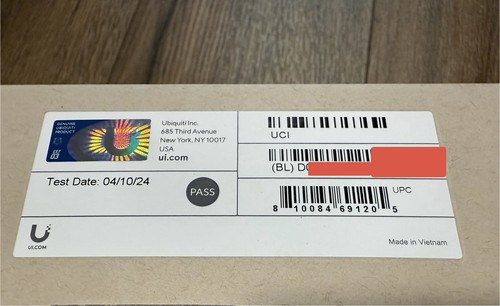 GENUINE
UBIQUITI
PRODUCT
Ubiquiti Inc.
685 Third Avenue
New York, NY 10017
USA
ui.com
UCI
(BL) D
Test Date: 04/10/24
PASS
UPC
8 10084 69120 5
UI.COM
Made in Vietnam